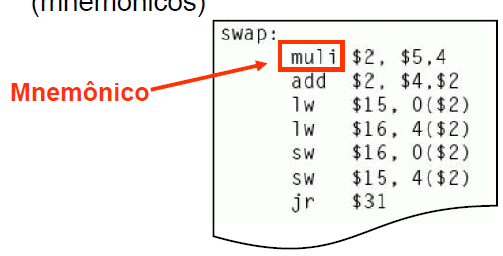 (mnemônicos)
swap:
muli $2, $5,4
Mnemônico
add $2, $4,$2
lw $15, 0($2)
lw $16, 4($2)
sw $16, 0($2)
sw $15, 4($2)
jr $31